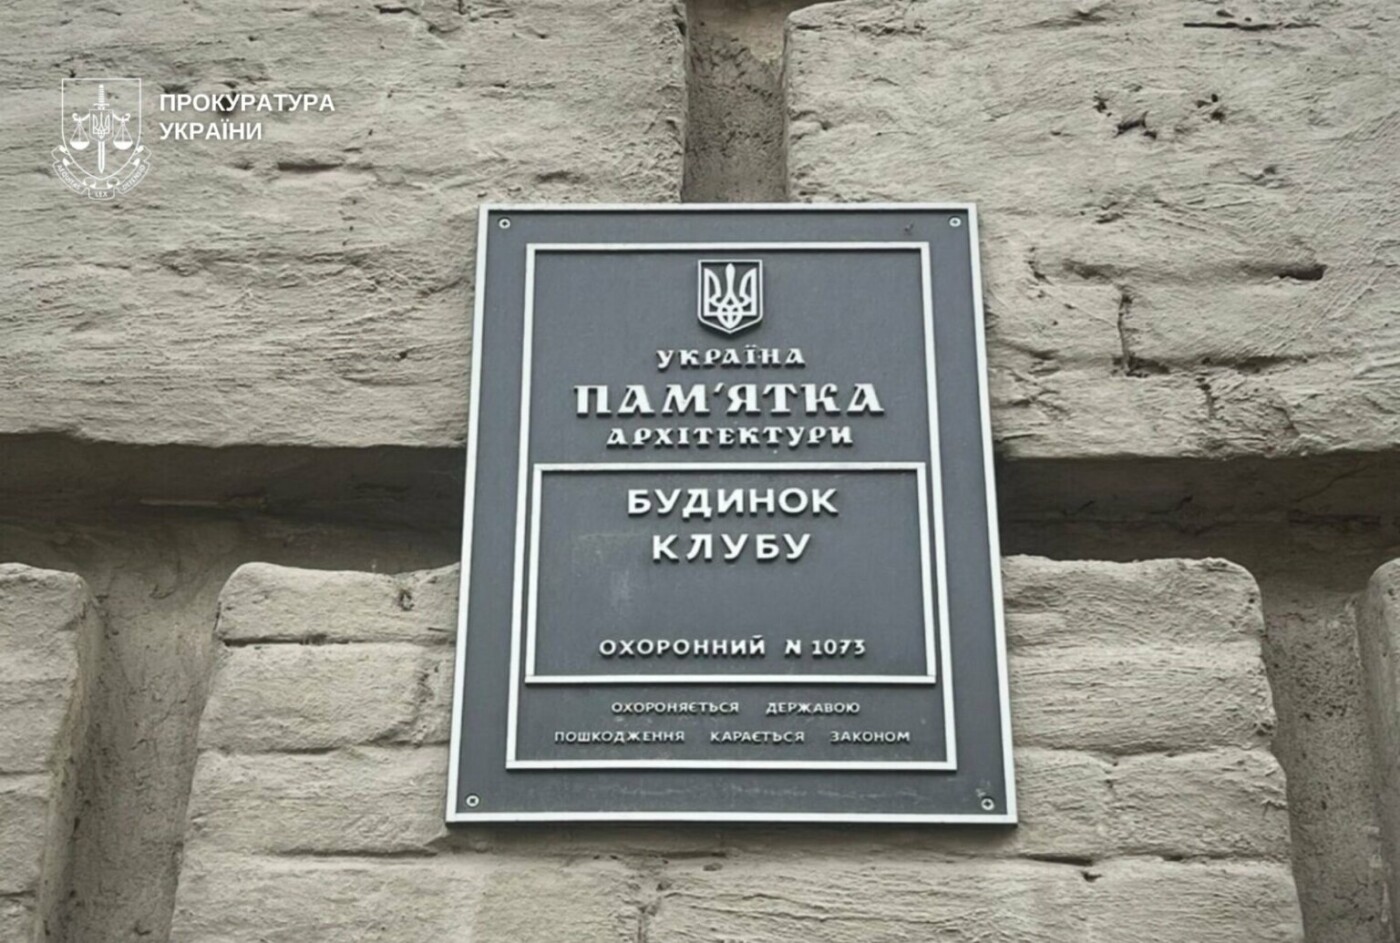 ПРОКУРАТУРА
УКРАЇНИ
УКРАЇНА
ПАМ'ЯТКА
АРХІТЕКТУРИ
БУДИНОК
КЛУБУ
ОХОРОННИЙ N 1073
ОХОРОНЯЄТЬСЯ ДЕРЖАВОЮ
ПОШКОДЖЕННЯ КАРАЄТЬСЯ ЗАКОНОМ